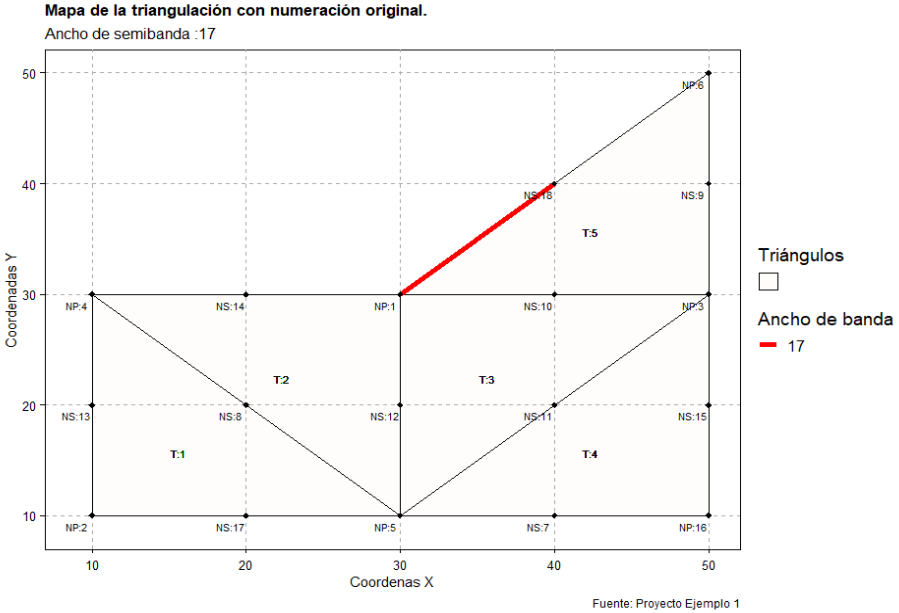 Mapa de la triangulación con numeración original.
Ancho de semibanda :17
50
NP:6
40
NS:18
NS:9
T:5
30
NP:4
NS:14
NP:1
NS:10
NP:3
T:2
T:3
20
NS:13
NS:8
NS:12
NS:11
NS:15
T:1
T:4
10
NP:2
NS:17
NP:5
NS:7
NP:16
10
20
30
40
50
Coordenadas Y
Coordenas X
Triángulos
Ancho de banda
17
Fuente: Proyecto Ejemplo 1